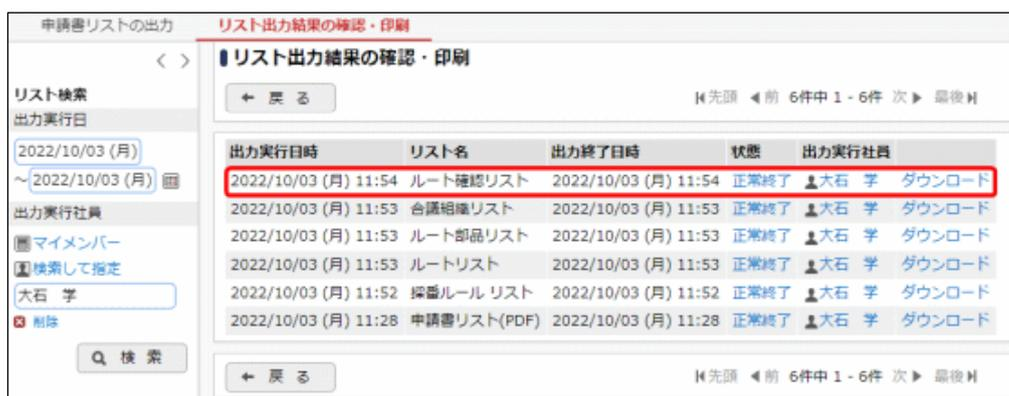 申請書リストの出力 リスト出力結果の確認・印刷
リスト出力結果の確認・印刷
リスト検索
出力実行日
2022/10/03 (月)
～2022/10/03 (月)
出力実行社員
マイメンバー
検索して指定
大石 学
削除
検 索
戻 る
先頭 前 6件中 1 - 6件 次 最後
出力実行日時 リスト名 出力終了日時 状態 出力実行社員
2022/10/03 (月) 11:54 ルート確認リスト 2022/10/03 (月) 11:54 正常終了 大石 学 ダウンロード
2022/10/03 (月) 11:53 合議組織リスト 2022/10/03 (月) 11:53 正常終了 大石 学 ダウンロード
2022/10/03 (月) 11:53 ルート部品リスト 2022/10/03 (月) 11:53 正常終了 大石 学 ダウンロード
2022/10/03 (月) 11:53 ルートリスト 2022/10/03 (月) 11:53 正常終了 大石 学 ダウンロード
2022/10/03 (月) 11:52 採番ルール リスト 2022/10/03 (月) 11:52 正常終了 大石 学 ダウンロード
2022/10/03 (月) 11:28 申請書リスト(PDF) 2022/10/03 (月) 11:28 正常終了 大石 学 ダウンロード
戻 る
先頭 前 6件中 1 - 6件 次 最後